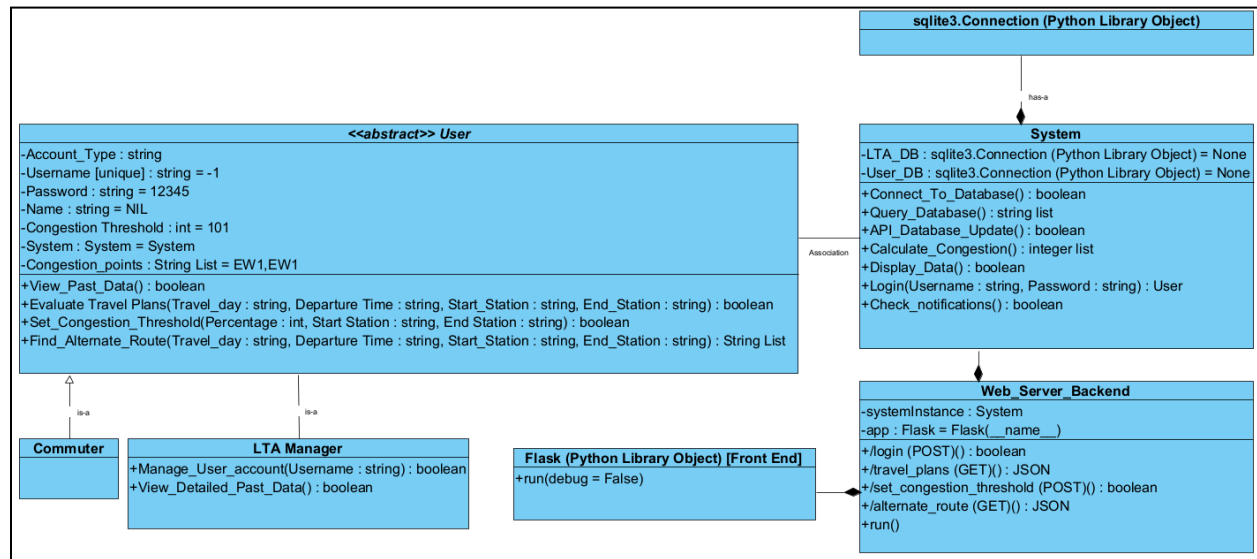 sqlite3.Connection (Python Library Object)
has-a
<<abstract>> User
-Account_Type : string
-Username [unique] : string = -1
-Password : string = 12345
-Name : string = NIL
-Congestion Threshold : int = 101
-System : System = System
-Congestion_points : String List = EW1,EW1
+View_Past_Data() : boolean
+Evaluate Travel Plans(Travel_day : string, Departure Time : string, Start_Station : string, End_Station : string) : boolean
+Set_Congestion_Threshold(Percentage : int, Start Station : string, End Station : string) : boolean
+Find_Alternate_Route(Travel_day : string, Departure Time : string, Start_Station : string, End_Station : string) : String List
Association
System
-LTA_DB : sqlite3.Connection (Python Library Object) = None
-User_DB : sqlite3.Connection (Python Library Object) = None
+Connect_To_Database() : boolean
+Query_Database() : string list
+API_Database_Update() : boolean
+Calculate_Congestion() : integer list
+Display_Data() : boolean
+Login(Username : string, Password : string) : User
+Check_notifications() : boolean
is-a
is-a
Commuter
LTA Manager
+Manage_User_account(Username : string) : boolean
+View_Detailed_Past_Data() : boolean
Flask (Python Library Object) [Front End]
+run(debug = False)
Web_Server_Backend
-systemInstance : System
-app : Flask = Flask(__name__)
+/login (POST)() : boolean
+/travel_plans (GET)() : JSON
+/set_congestion_threshold (POST)() : boolean
+/alternate_route (GET)() : JSON
+run()